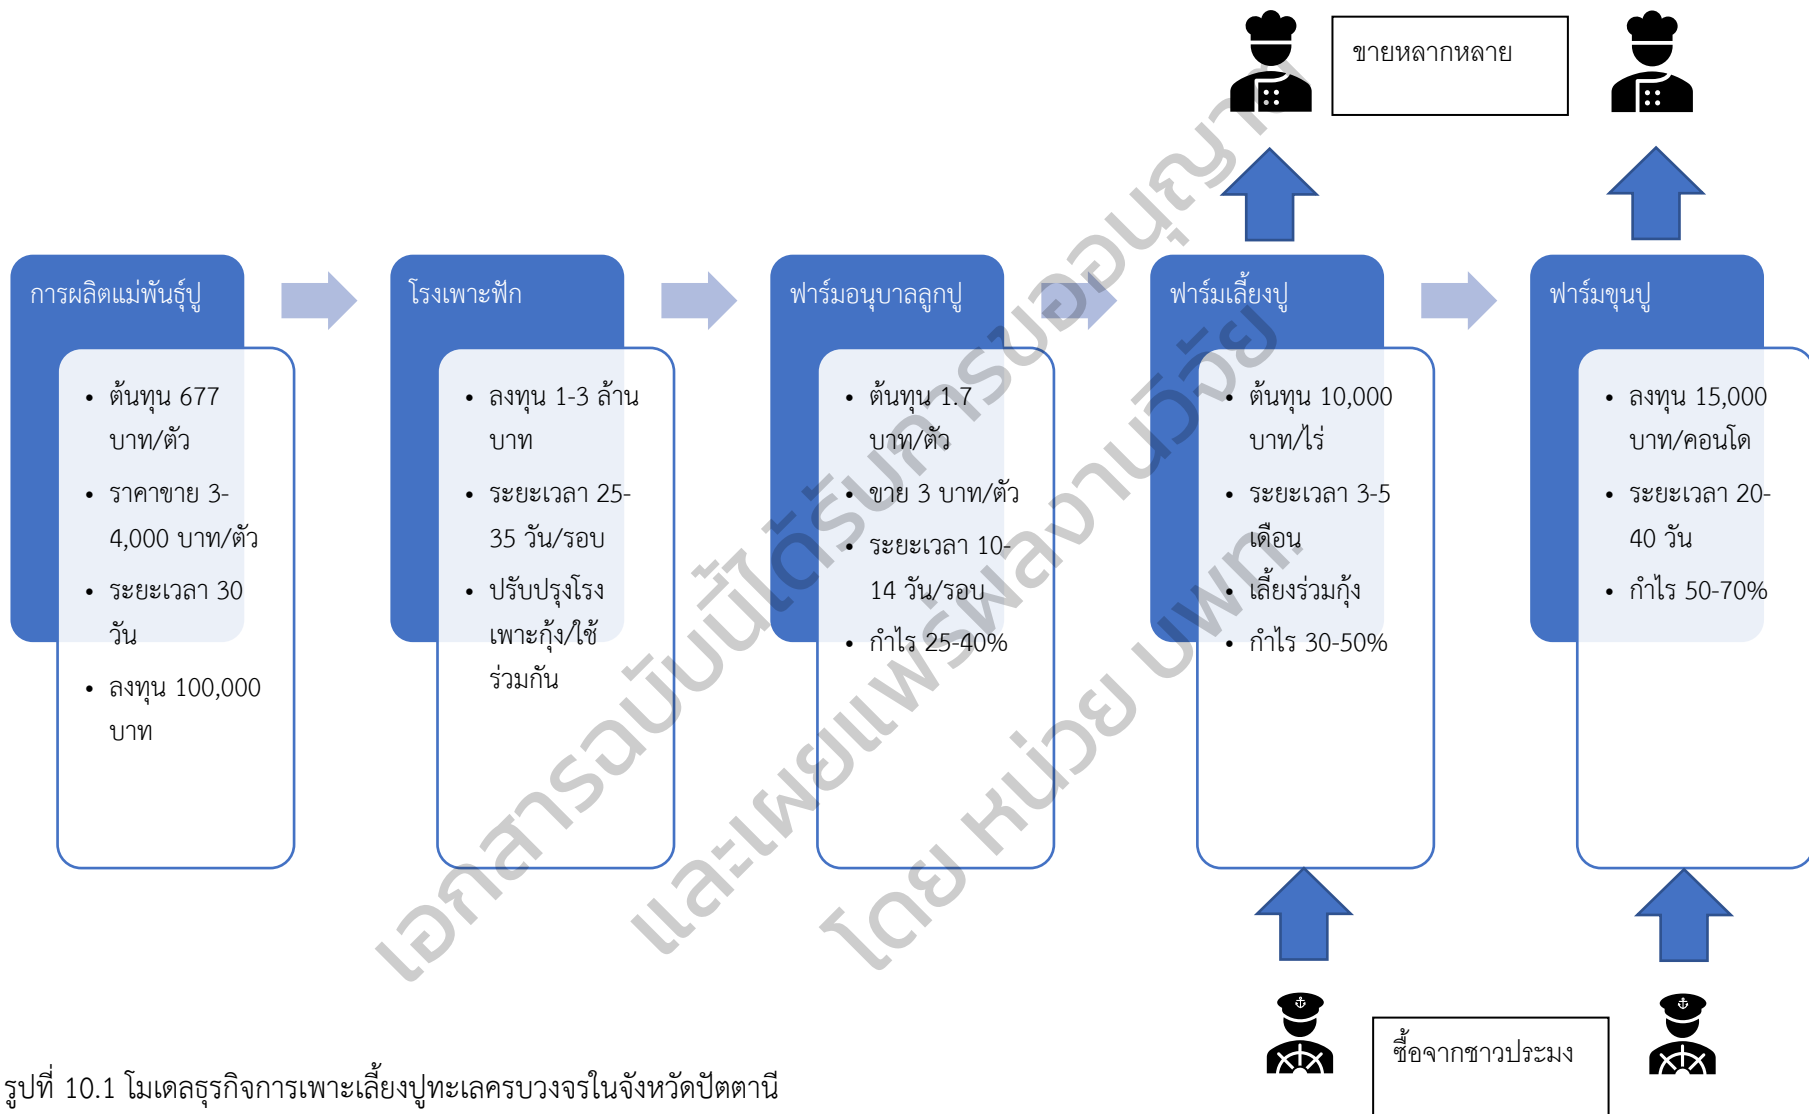 ขายหลากหลาย
การผลิตแม่พันธุ์ปู
• ต้นทุน 677
บาท/ตัว
• ราคาขาย 3-
4,000 บาท/ตัว
• ระยะเวลา 30
วัน
• ลงทุน 100,000
บาท
โรงเพาะฟัก
• ลงทุน 1-3 ล้าน
บาท
• ระยะเวลา 25-
35 วัน/รอบ
• ปรับปรุงโรง
เพาะกุ้ง/ใช้
ร่วมกัน
ฟาร์มอนุบาลลูกปู
• ต้นทุน 1.7
บาท/ตัว
• ขาย 3 บาท/ตัว
• ระยะเวลา 10-
14 วัน/รอบ
• กำไร 25-40%
ฟาร์มเลี้ยงปู
• ต้นทุน 10,000
บาท/ไร่
• ระยะเวลา 3-5
เดือน
• เลี้ยงร่วมกุ้ง
• กำไร 30-50%
ฟาร์มขุนปู
• ลงทุน 15,000
บาท/คอนโด
• ระยะเวลา 20-
40 วัน
• กำไร 50-70%
ซื้อจากชาวประมง
รูปที่ 10.1 โมเดลธุรกิจการเพาะเลี้ยงปูทะเลครบวงจรในจังหวัดปัตตานี
เอกสารฉบับนี้ได้รับการขออนุญาต
และเผยแพร่ผลงานวิจัย
โดย หน่วย บพท.